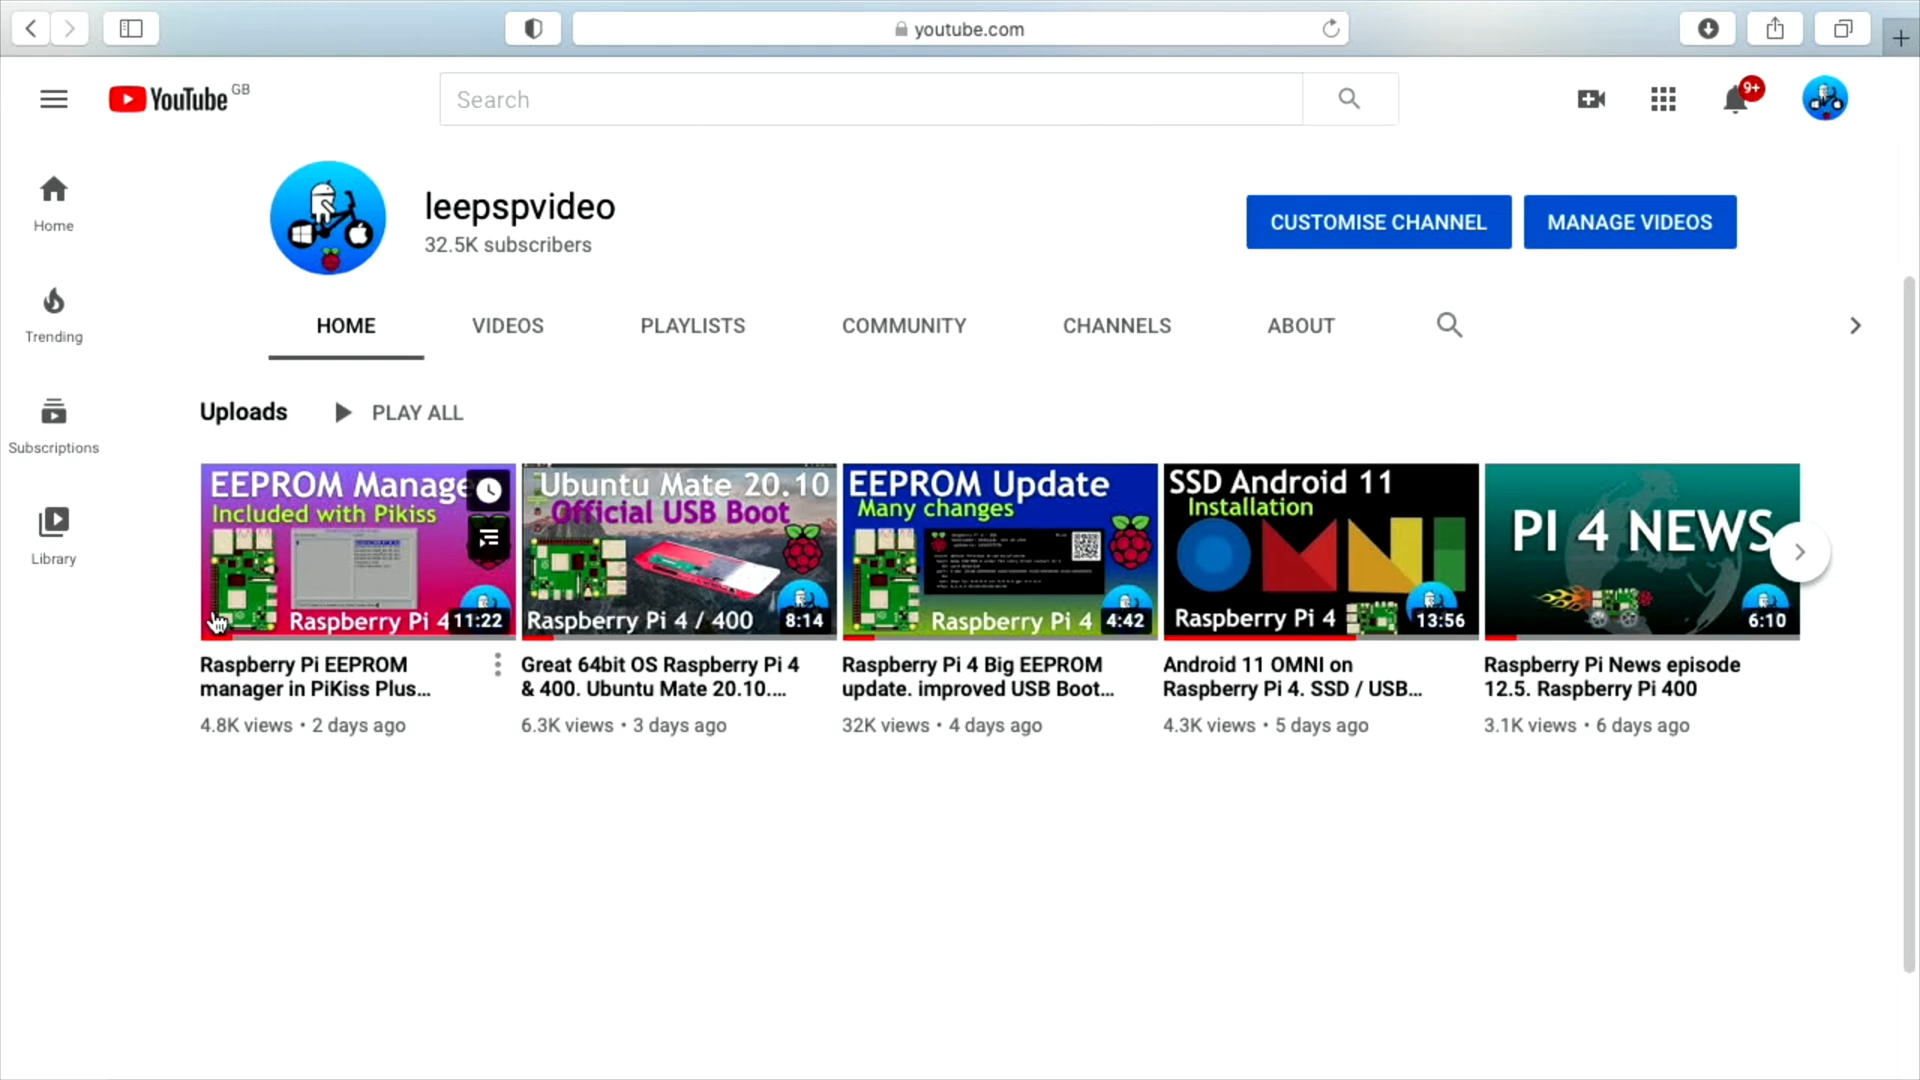 youtube.com
YouTube GB
Search
9+
Home
Trending
Subscriptions
Library
leepspvideo
32.5K subscribers
CUSTOMISE CHANNEL
MANAGE VIDEOS
HOME
VIDEOS
PLAYLISTS
COMMUNITY
CHANNELS
ABOUT
Uploads
PLAY ALL
EEPROM Manage
Included with Pikiss
Raspberry Pi 4
11:22
Raspberry Pi EEPROM
manager in PiKiss Plus...
4.8K views • 2 days ago
Ubuntu Mate 20.10
Official USB Boot
Raspberry Pi 4 / 400
8:14
Great 64bit OS Raspberry Pi 4
& 400. Ubuntu Mate 20.10....
6.3K views • 3 days ago
EEPROM Update
Many changes
Raspberry Pi 4
4:42
Raspberry Pi 4 Big EEPROM
update. improved USB Boot...
32K views • 4 days ago
SSD Android 11
Installation
Raspberry Pi 4
13:56
Android 11 OMNI on
Raspberry Pi 4. SSD / USB...
4.3K views • 5 days ago
PI 4 NEWS
6:10
Raspberry Pi News episode
12.5. Raspberry Pi 400
3.1K views • 6 days ago